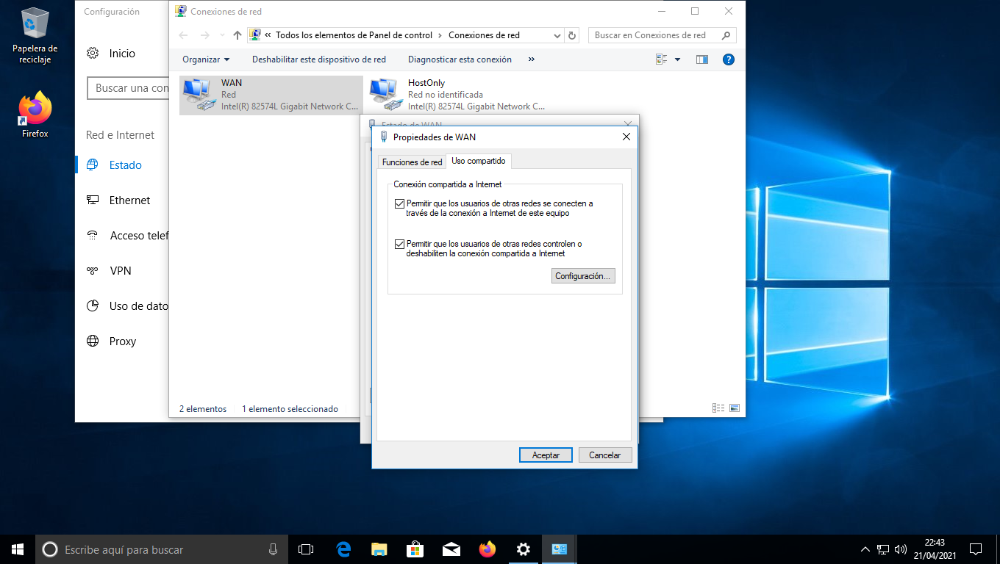 Papelera de
reciclaje
Firefox
Configuración
Inicio
Buscar una con
Red e Internet
Estado
Ethernet
Acceso telef
VPN
Uso de dato
Proxy
Conexiones de red
« Todos los elementos de Panel de control > Conexiones de red
Buscar en Conexiones de red
Organizar
Deshabilitar este dispositivo de red
Diagnosticar esta conexión
»
WAN
Red
Intel(R) 82574L Gigabit Network C...
HostOnly
Red no identificada
Intel(R) 82574L Gigabit Network C...
Estado de WAN
Propiedades de WAN
Funciones de red
Uso compartido
Conexión compartida a Internet
Permitir que los usuarios de otras redes se conecten a
través de la conexión a Internet de este equipo
Permitir que los usuarios de otras redes controlen o
deshabiliten la conexión compartida a Internet
Configuración...
Aceptar
Cancelar
2 elementos
1 elemento seleccionado
Escribe aquí para buscar
22:43
21/04/2021